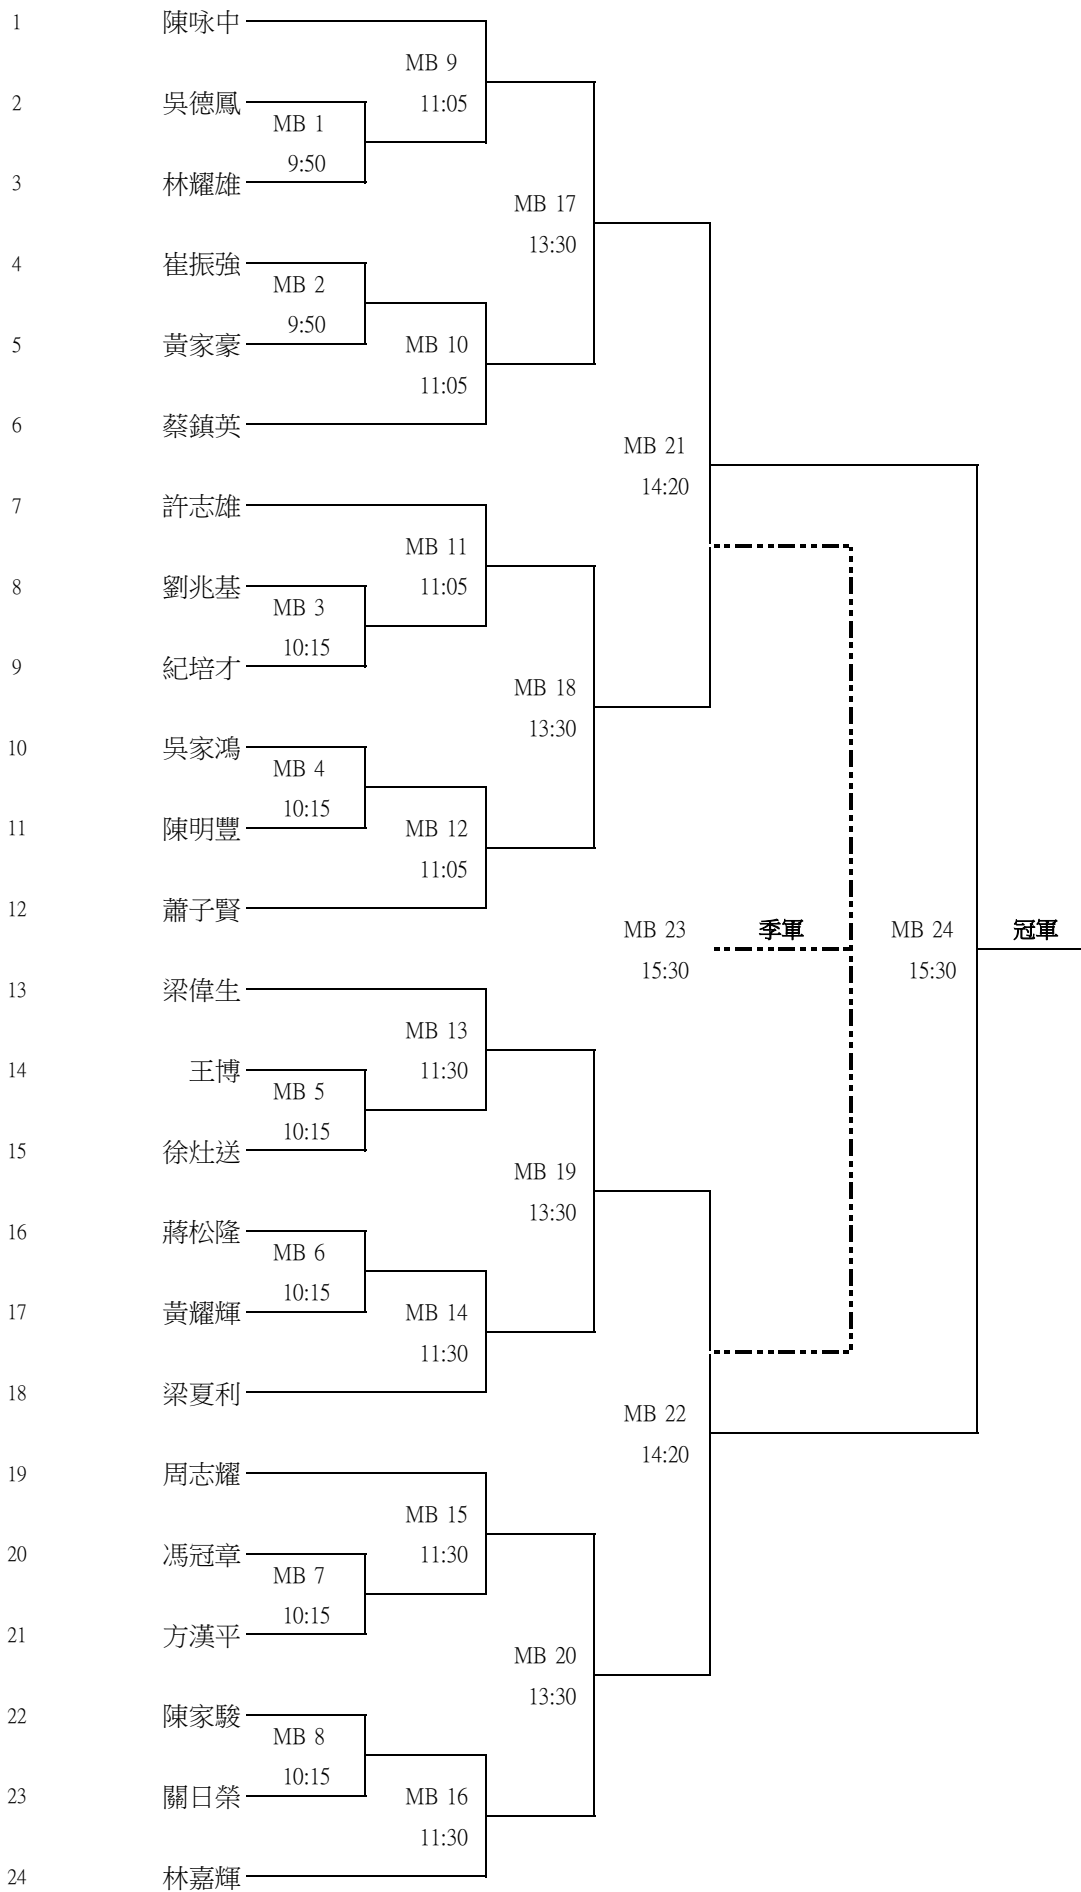 1 陳咏中
MB 9
2 吳德鳳 11:05
MB 1
9:50
3 林耀雄
MB 17
13:30
4 崔振強
MB 2
9:50
5 黃家豪 MB 10
11:05
6 蔡鎮英
MB 21
14:20
7 許志雄
MB 11
8 劉兆基 11:05
MB 3
10:15
9 紀培才
MB 18
13:30
10 吳家鴻
MB 4
10:15
11 陳明豐 MB 12
11:05
12 蕭子賢
MB 23 季軍 MB 24 冠軍
15:30 15:30
13 梁偉生
MB 13
14 王博 11:30
MB 5
10:15
15 徐灶送
MB 19
13:30
16 蔣松隆
MB 6
10:15
17 黃耀輝 MB 14
11:30
18 梁夏利
MB 22
14:20
19 周志耀
MB 15
20 馮冠章 11:30
MB 7
10:15
21 方漢平
MB 20
13:30
22 陳家駿
MB 8
10:15
23 關日榮 MB 16
11:30
24 林嘉輝